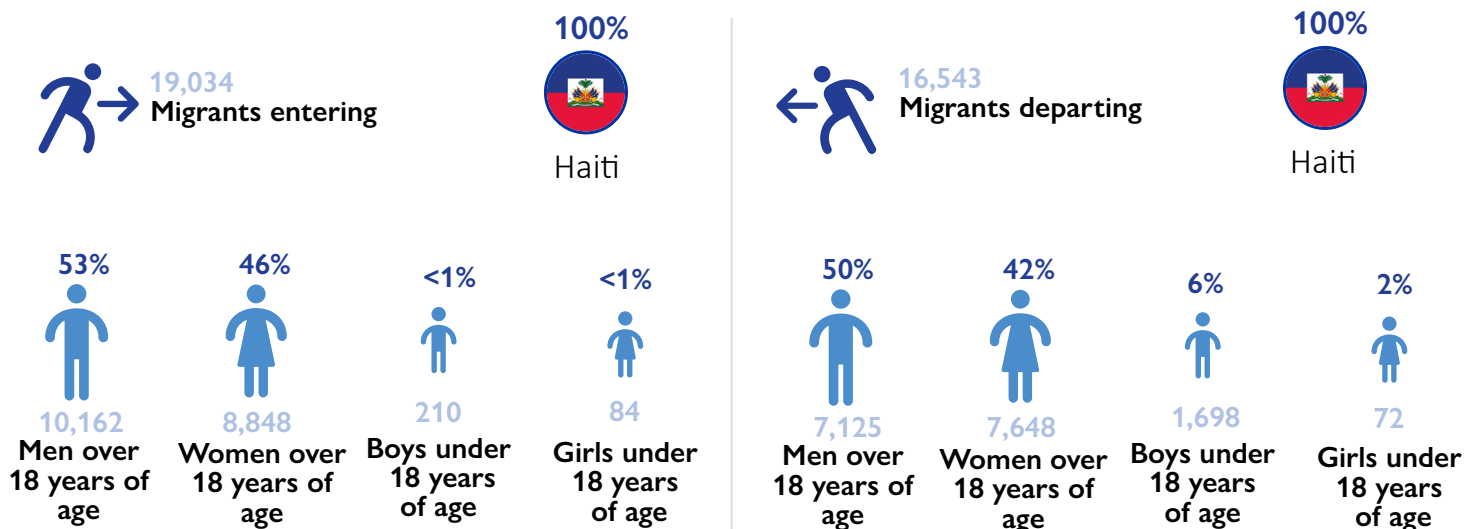 100%
19,034
Migrants entering
Haiti
53%
46%
<1%
<1%
10,162
Men over
18 years of
age
8,848
Women over
18 years of
age
210
Boys under
18 years
of age
84
Girls under
18 years
of age
100%
16,543
Migrants departing
Haiti
50%
42%
6%
2%
7,125
Men over
18 years of
age
7,648
Women over
18 years of
age
1,698
Boys under
18 years
of age
72
Girls under
18 years
of age